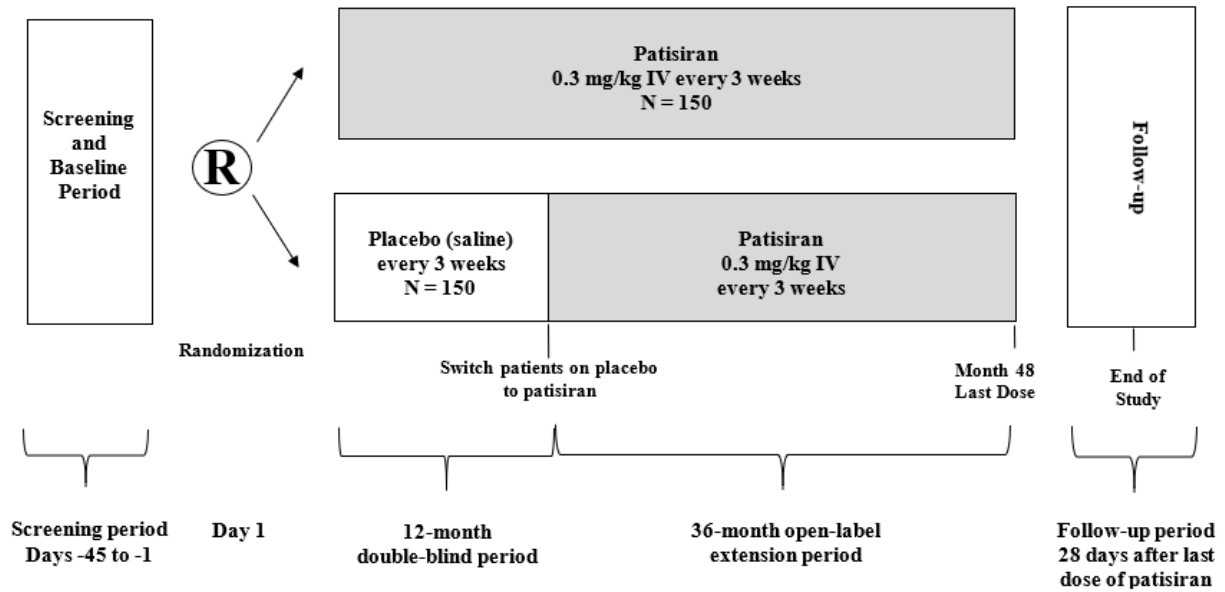 Screening
and
Baseline
Period
R
Patisiran
0.3 mg/kg IV every 3 weeks
N = 150
Placebo (saline)
every 3 weeks
N = 150
Patisiran
0.3 mg/kg IV
every 3 weeks
Follow-up
Randomization
Switch patients on placebo
to patisiran
Month 48
Last Dose
End of
Study
Screening period
Days -45 to -1
Day 1
12-month
double-blind period
36-month open-label
extension period
Follow-up period
28 days after last
dose of patisiran